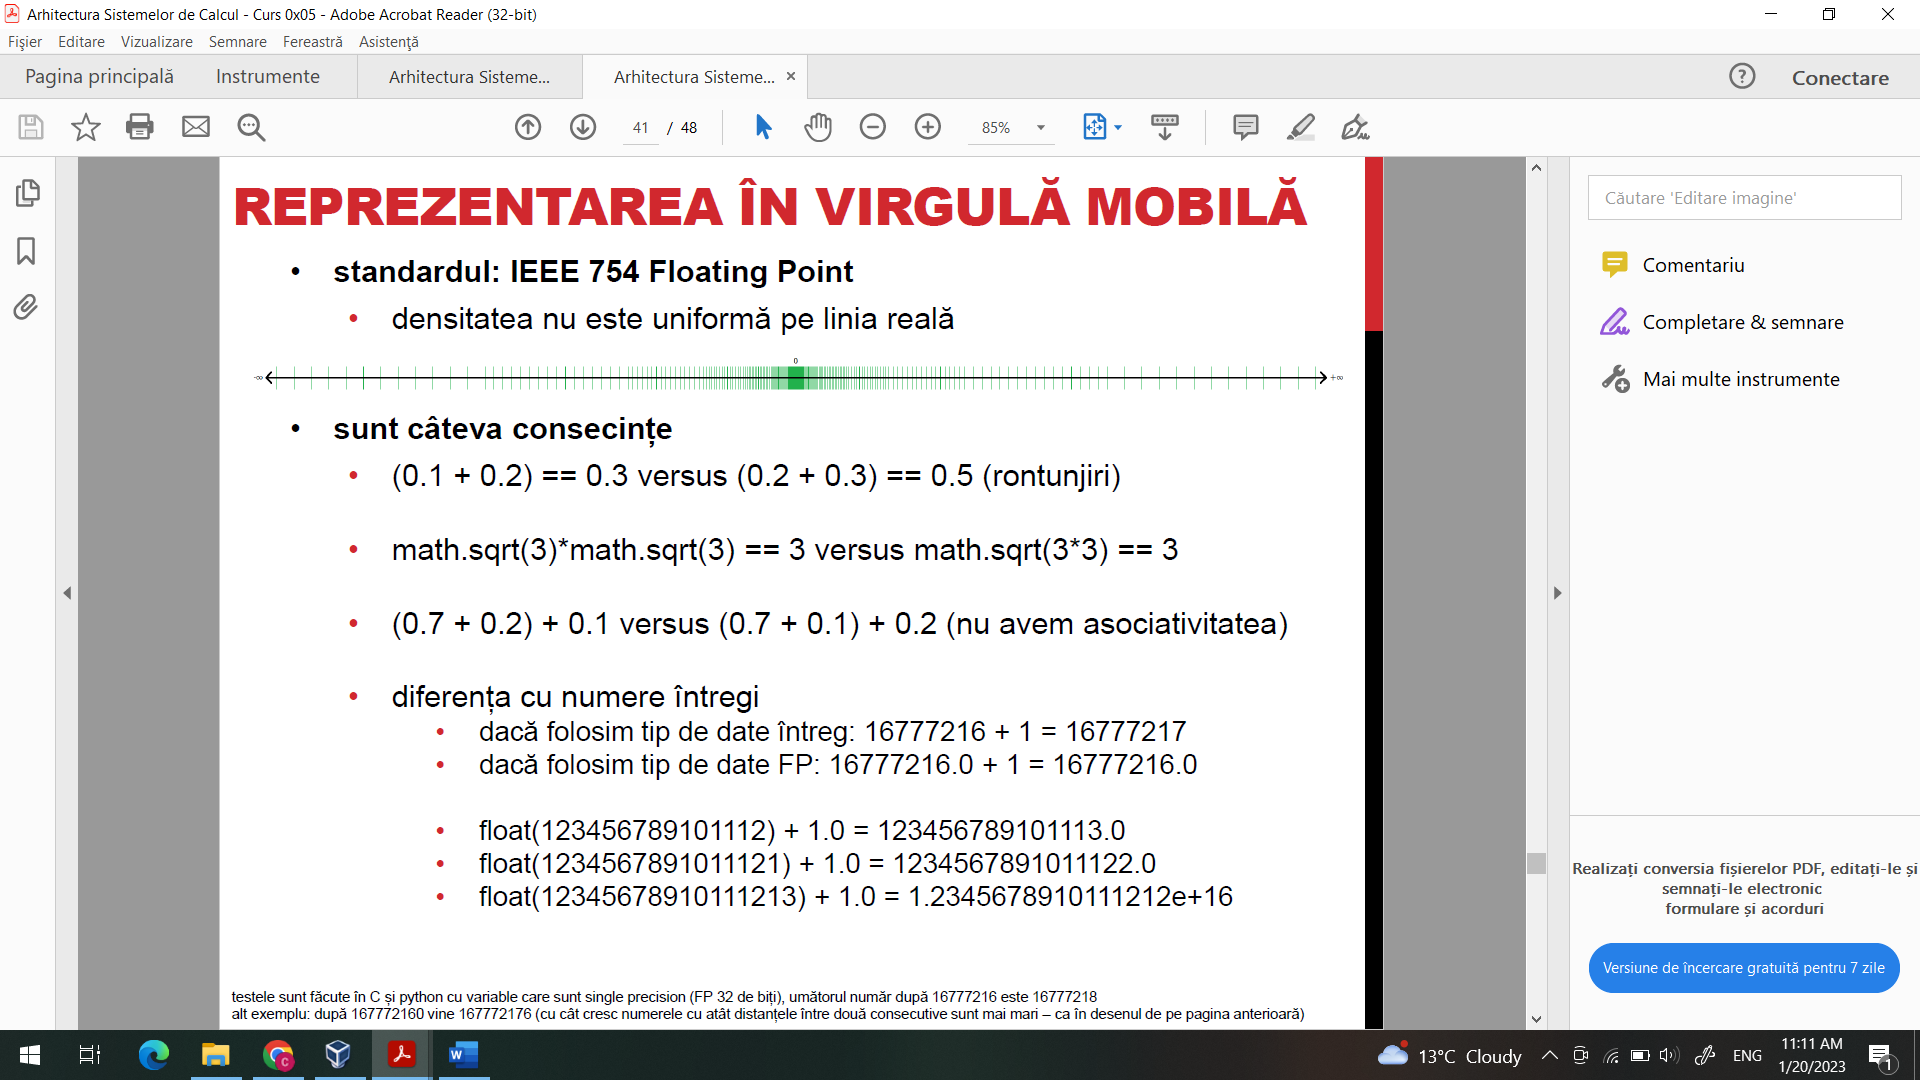 Arhitectura Sistemelor de Calcul - Curs 0x05 - Adobe Acrobat Reader (32-bit)
Fișier Editare Vizualizare Semnare Fereastră Asistență
Pagina principală Instrumente Arhitectura Sisteme... Arhitectura Sisteme... Conectare
41 / 48 85%
REPREZENTAREA ÎN VIRGULĂ MOBILĂ
• standardul: IEEE 754 Floating Point
• densitatea nu este uniformă pe linia reală
0
-∞ +∞
• sunt câteva consecințe
• (0.1 + 0.2) == 0.3 versus (0.2 + 0.3) == 0.5 (rontunjiri)
• math.sqrt(3)*math.sqrt(3) == 3 versus math.sqrt(3*3) == 3
• (0.7 + 0.2) + 0.1 versus (0.7 + 0.1) + 0.2 (nu avem asociativitatea)
• diferența cu numere întregi
• dacă folosim tip de date întreg: 16777216 + 1 = 16777217
• dacă folosim tip de date FP: 16777216.0 + 1 = 16777216.0
• float(123456789101112) + 1.0 = 123456789101113.0
• float(1234567891011121) + 1.0 = 1234567891011122.0
• float(12345678910111213) + 1.0 = 1.2345678910111212e+16
testele sunt făcute în C și python cu variable care sunt single precision (FP 32 de biți), umătorul număr după 16777216 este 16777218
alt exemplu: după 167772160 vine 167772176 (cu cât cresc numerele cu atât distanțele între două consecutive sunt mai mari – ca în desenul de pe pagina anterioară)
Căutare 'Editare imagine'
Comentariu
Completare & semnare
Mai multe instrumente
Realizați conversia fișierelor PDF, editați-le și
semnați-le electronic
formulare și acorduri
Versiune de încercare gratuită pentru 7 zile
13°C Cloudy ENG 11:11 AM
1/20/2023
1